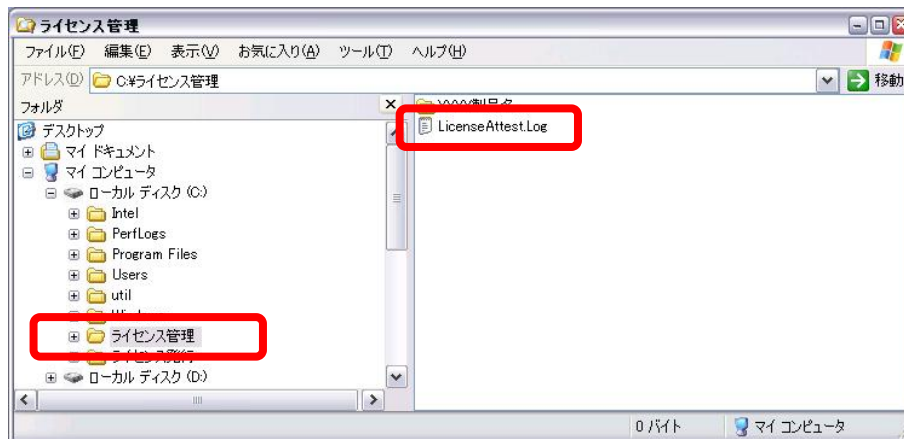 ライセンス管理
ファイル(F) 編集(E) 表示(V) お気に入り(A) ツール(T) ヘルプ(H)
アドレス(D) C:¥ライセンス管理 移動
フォルダ
デスクトップ
マイ ドキュメント
マイ コンピュータ
ローカル ディスク (C:)
Intel
PerfLogs
Program Files
Users
util
ライセンス管理
ローカル ディスク (D:)
LicenseAttest.Log
0 バイト マイ コンピュータ